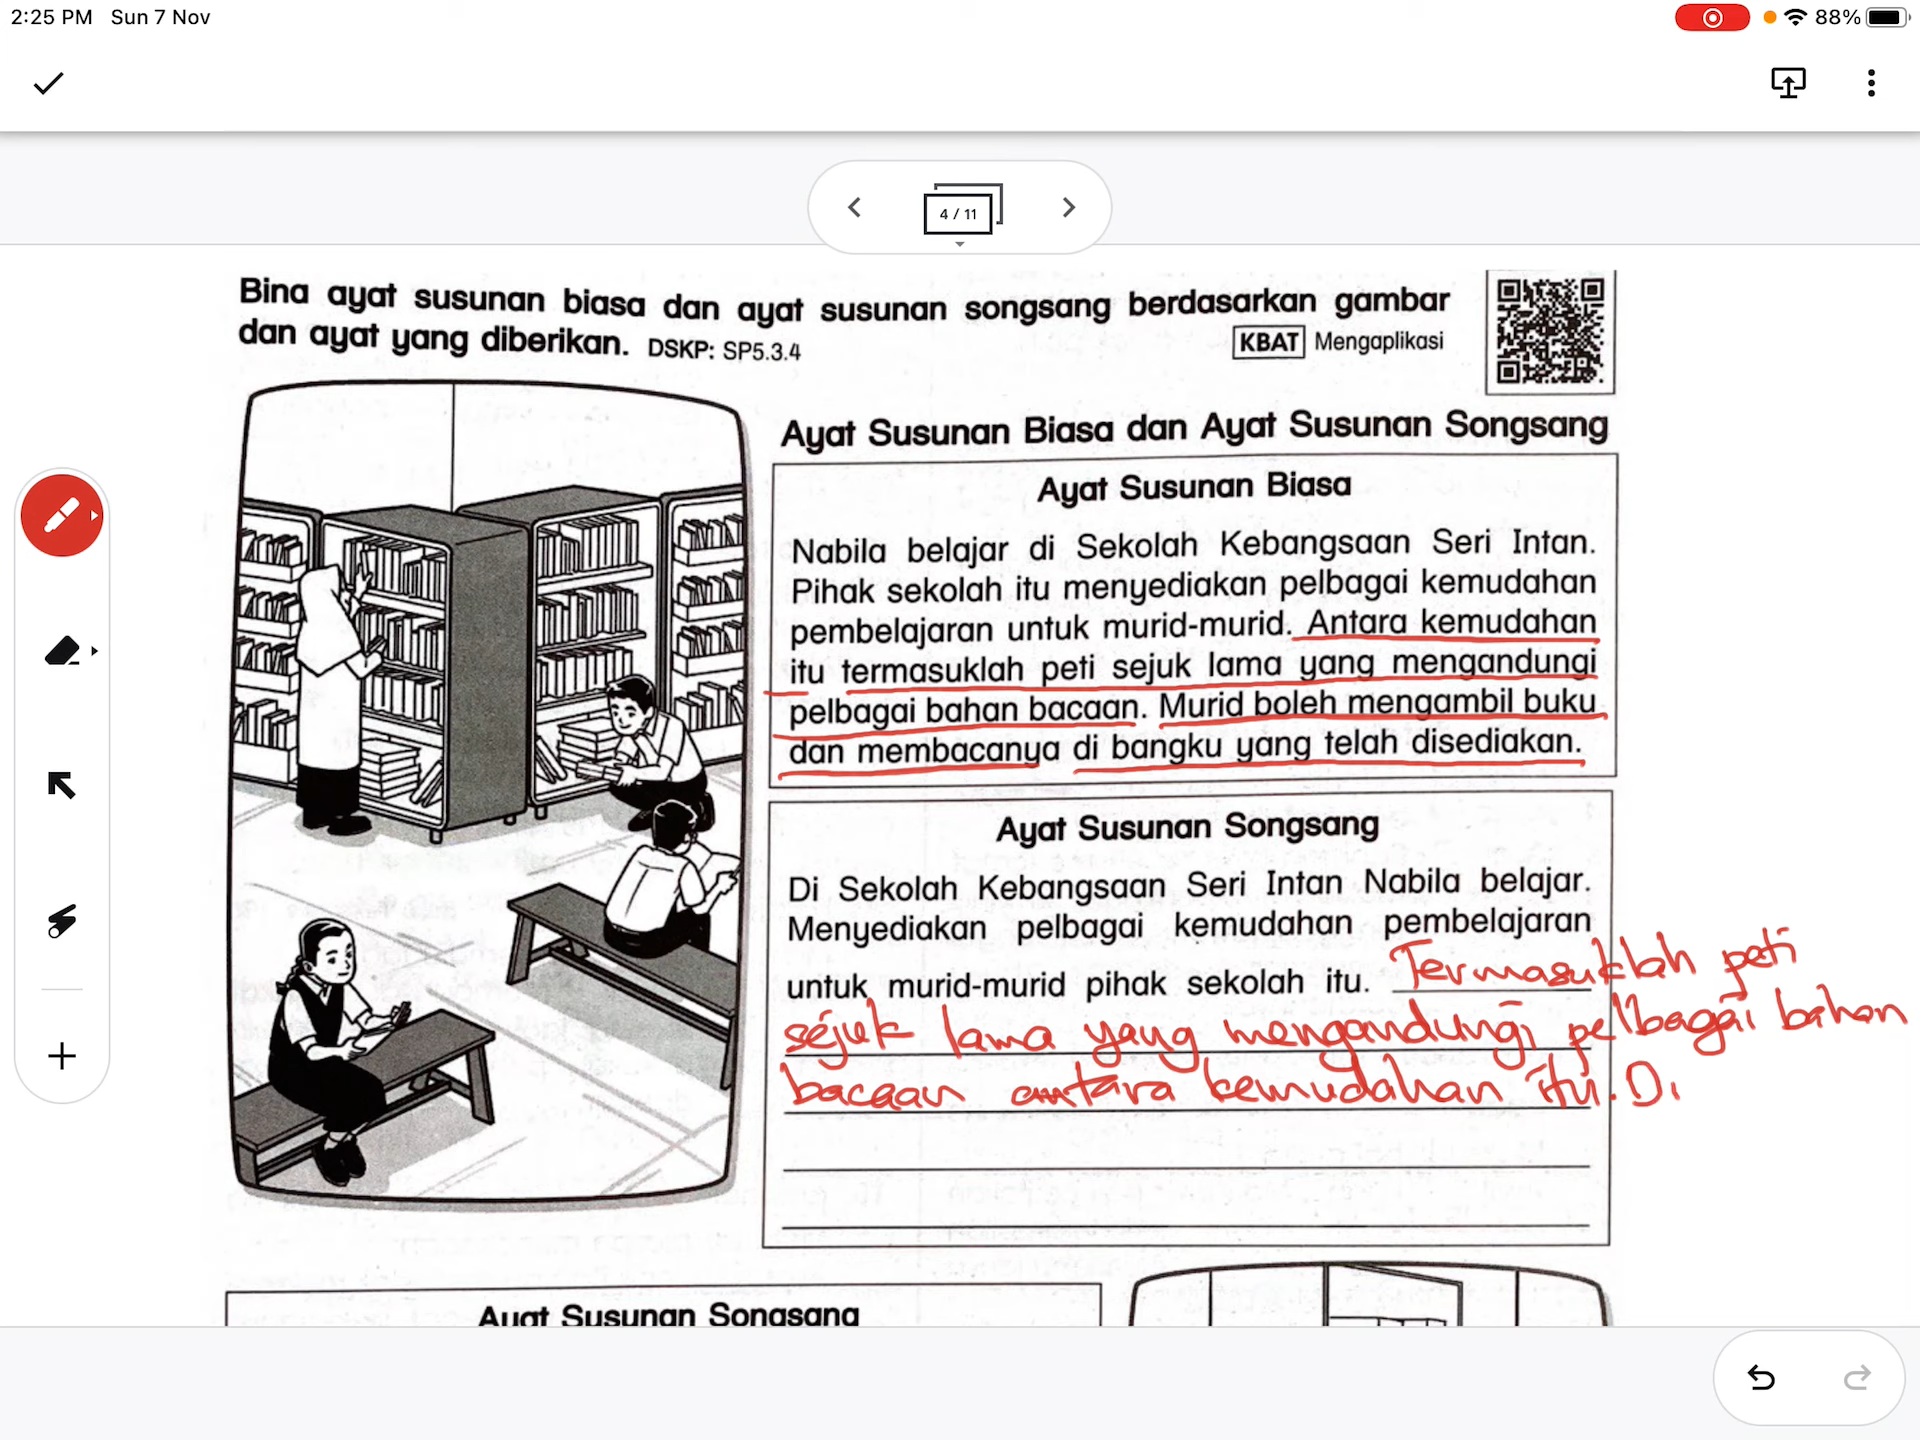 2:25 PM Sun 7 Nov
88%
4 / 11
Bina ayat susunan biasa dan ayat susunan songsang berdasarkan gambar
dan ayat yang diberikan. DSKP: SP5.3.4
KBAT Mengaplikasi
Ayat Susunan Biasa dan Ayat Susunan Songsang
Ayat Susunan Biasa
Nabila belajar di Sekolah Kebangsaan Seri Intan.
Pihak sekolah itu menyediakan pelbagai kemudahan
pembelajaran untuk murid-murid. Antara kemudahan
itu termasuklah peti sejuk lama yang mengandungi
pelbagai bahan bacaan. Murid boleh mengambil buku
dan membacanya di bangku yang telah disediakan.
Ayat Susunan Songsang
Di Sekolah Kebangsaan Seri Intan Nabila belajar.
Menyediakan pelbagai kemudahan pembelajaran
untuk murid-murid pihak sekolah itu. Termasuklah peti
sejuk lama yang mengandungi pelbagai bahan
bacaan antara kemudahan itu. Di
Ayat Susunan Songsang